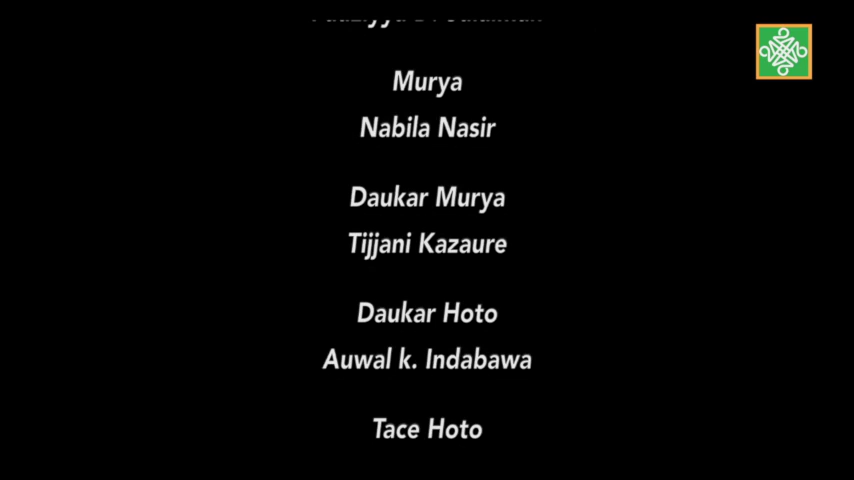 Murya
Nabila Nasir
Daukar Murya
Tijjani Kazaure
Daukar Hoto
Auwal k. Indabawa
Tace Hoto